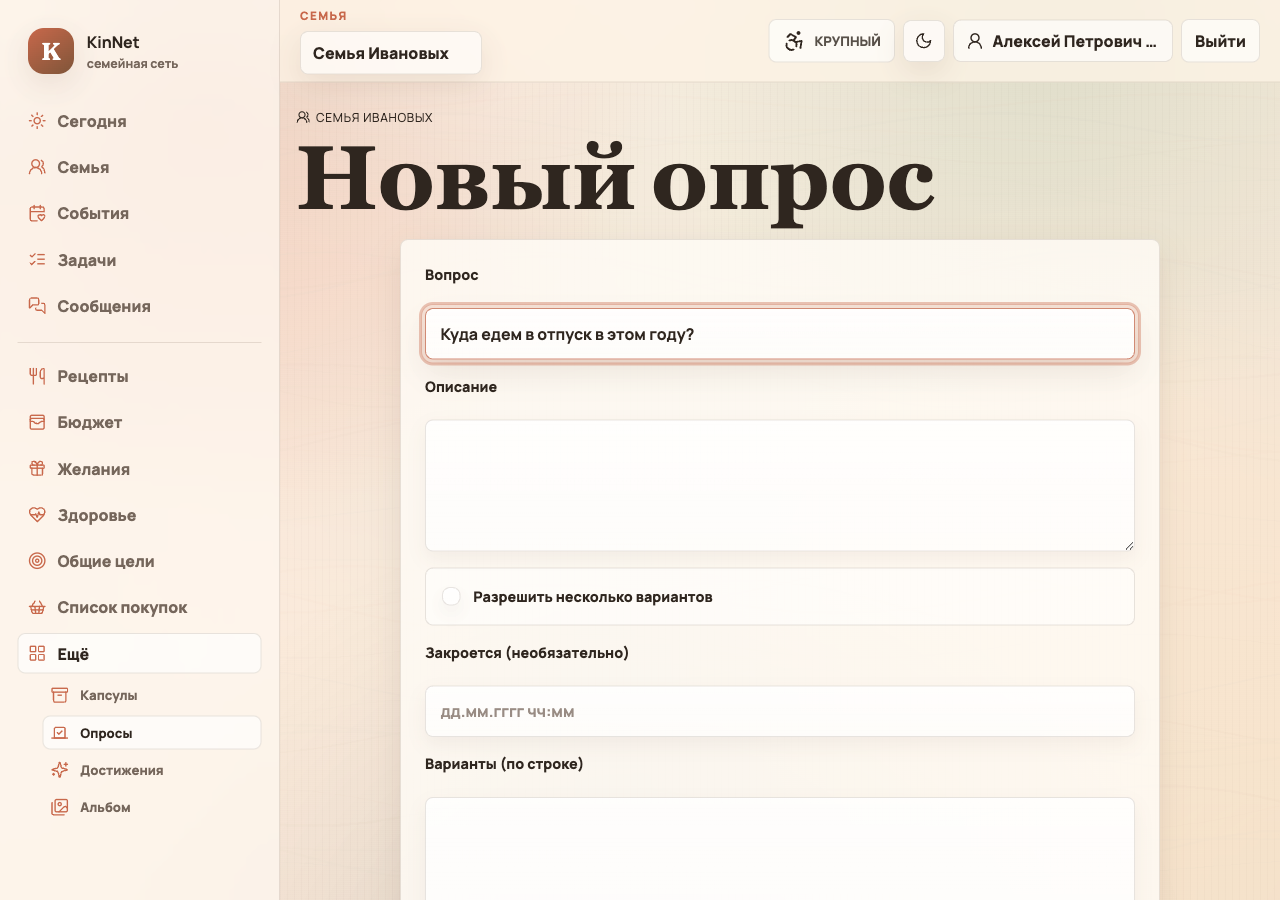 K
KinNet
семейная сеть
Сегодня
Семья
События
Задачи
Сообщения
Рецепты
Бюджет
Желания
Здоровье
Общие цели
Список покупок
Ещё
Капсулы
Опросы
Достижения
Альбом
СЕМЬЯ
Семья Ивановых
КРУПНЫЙ
Алексей Петрович …
Выйти
СЕМЬЯ ИВАНОВЫХ
Новый опрос
Вопрос
Куда едем в отпуск в этом году?
Описание
Разрешить несколько вариантов
Закроется (необязательно)
ДД.ММ.ГГГГ ЧЧ:ММ
Варианты (по строке)